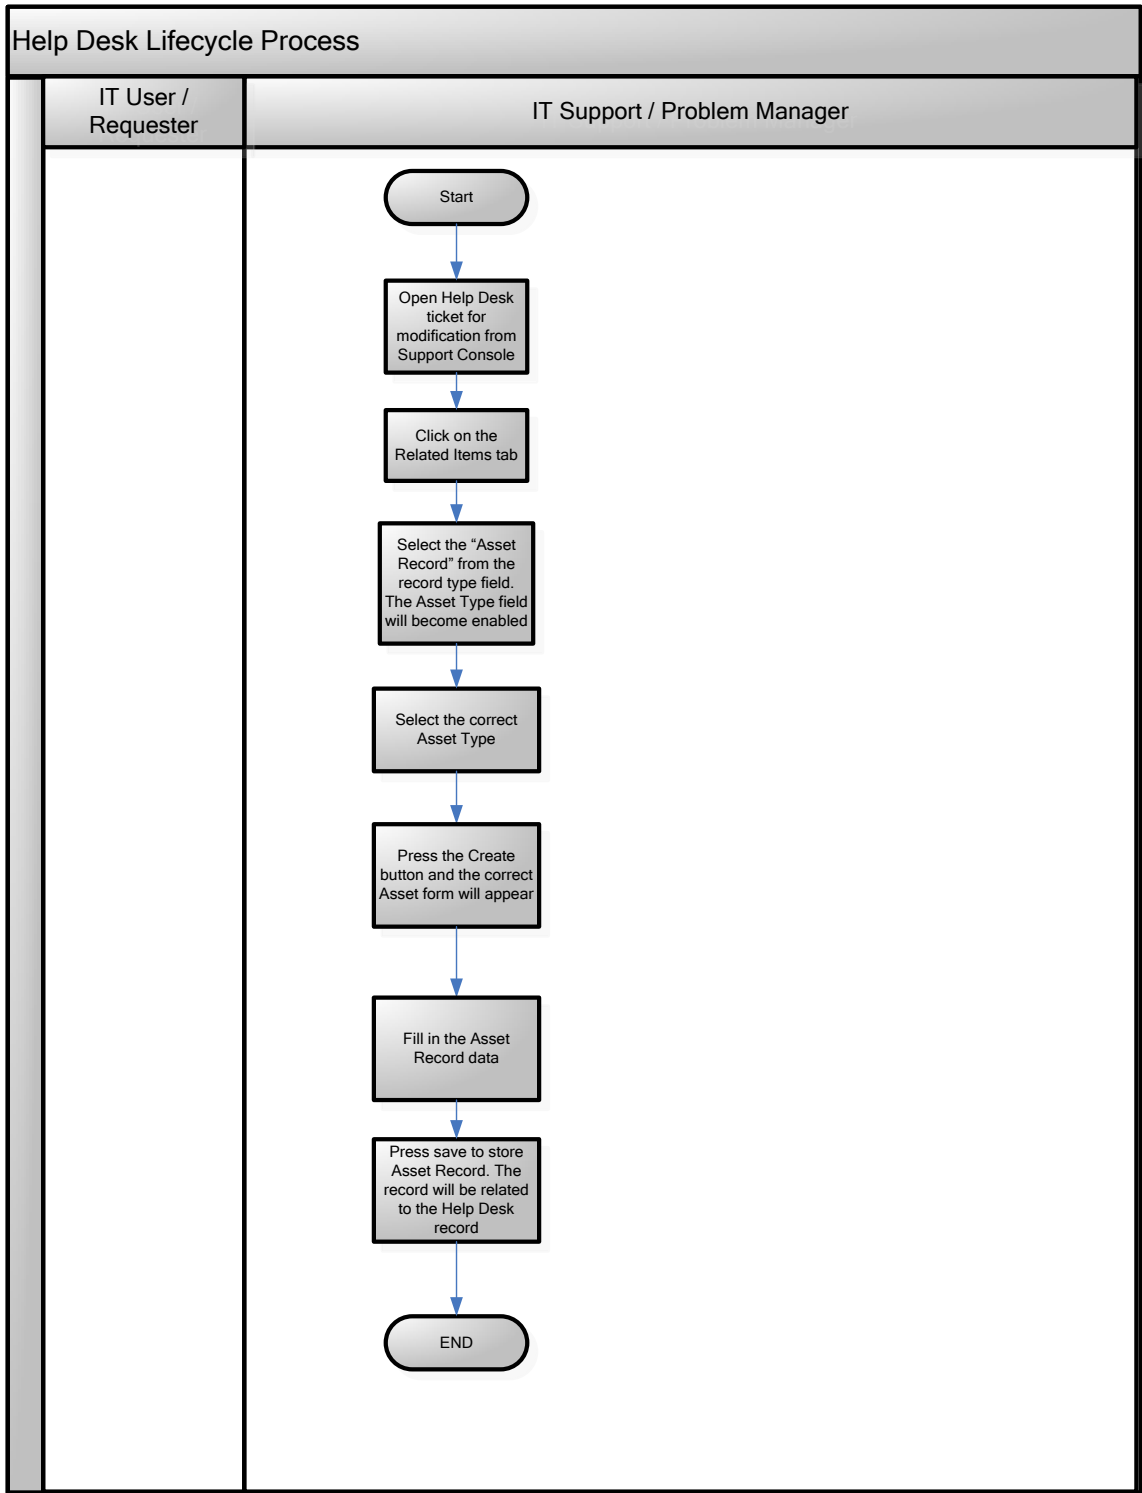 Help Desk Lifecycle Process
IT User /
Requester
IT Support / Problem Manager
Start
Open Help Desk
ticket for
modification from
Support Console
Click on the
Related Items tab
Select the “Asset
Record” from the
record type field.
The Asset Type field
will become enabled
Select the correct
Asset Type
Press the Create
button and the correct
Asset form will appear
Fill in the Asset
Record data
Press save to store
Asset Record. The
record will be related
to the Help Desk
record
END